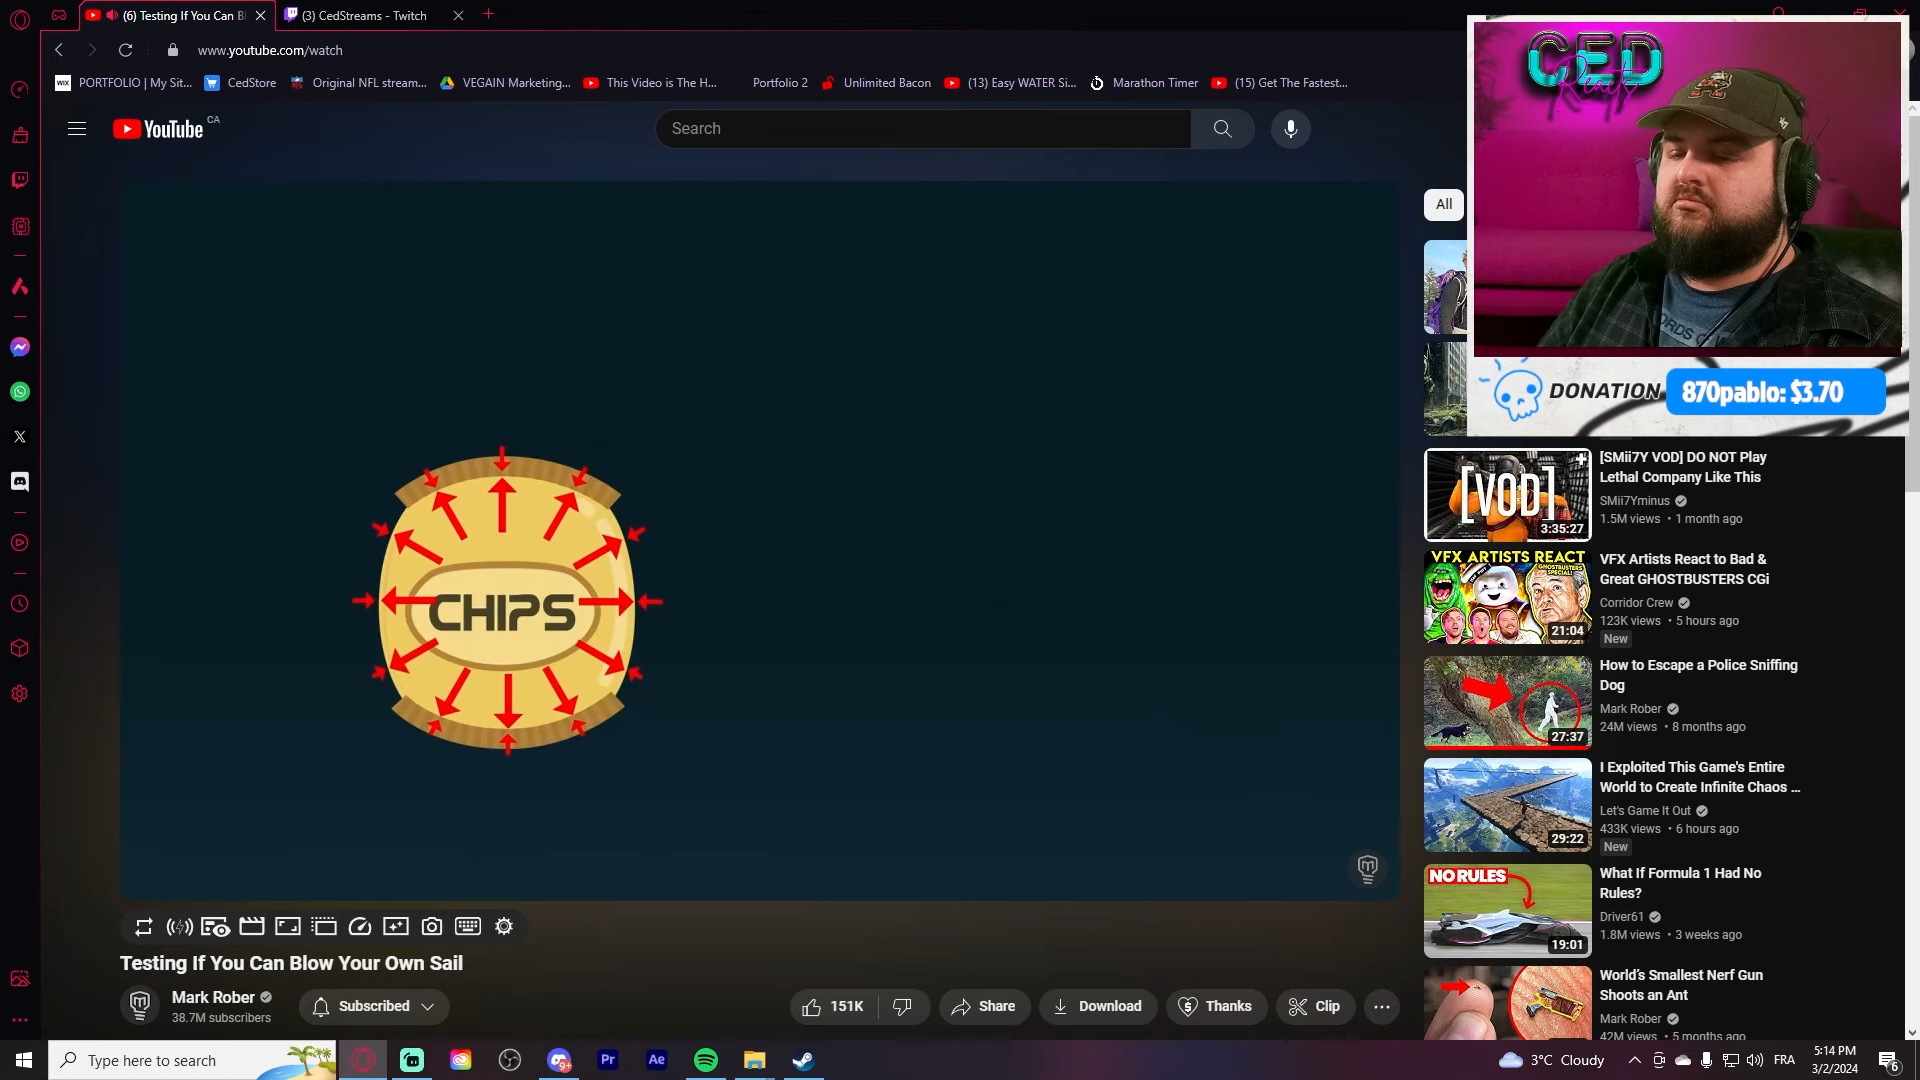 (6) Testing If You Can Bl
(3) CedStreams - Twitch
www.youtube.com/watch
WiX
PORTFOLIO | My Sit...
CedStore
Original NFL stream...
VEGAIN Marketing...
This Video is The H...
Portfolio 2
Unlimited Bacon
(13) Easy WATER Si...
Marathon Timer
(15) Get The Fastest...
YouTube
CA
Search
CED
Reacts
All
DONATION
870pablo: $3.70
CHIPS
[VOD]
3:35:27
[SMii7Y VOD] DO NOT Play
Lethal Company Like This
SMii7Yminus
1.5M views • 1 month ago
VFX ARTISTS REACT
GHOSTBUSTERS
SPECIAL!
21:04
VFX Artists React to Bad &
Great GHOSTBUSTERS CGi
Corridor Crew
123K views • 5 hours ago
New
27:37
How to Escape a Police Sniffing
Dog
Mark Rober
24M views • 8 months ago
29:22
I Exploited This Game's Entire
World to Create Infinite Chaos ...
Let's Game It Out
433K views • 6 hours ago
New
NO RULES
19:01
What If Formula 1 Had No
Rules?
Driver61
1.8M views • 3 weeks ago
World's Smallest Nerf Gun
Shoots an Ant
Mark Rober
42M views • 5 months ago
Testing If You Can Blow Your Own Sail
Mark Rober
38.7M subscribers
Subscribed
151K
Share
Download
Thanks
Clip
Type here to search
9+
Pr
Ae
3°C Cloudy
FRA
5:14 PM
3/2/2024
6